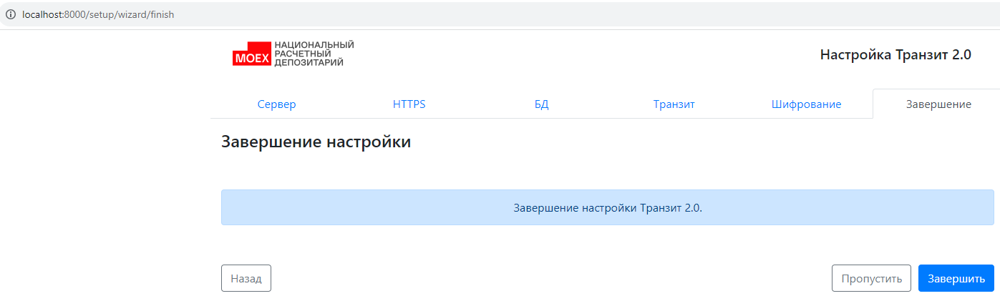 localhost:8000/setup/wizard/finish
MOEX
НАЦИОНАЛЬНЫЙ
РАСЧЕТНЫЙ
ДЕПОЗИТАРИЙ
Настройка Транзит 2.0
Сервер HTTPS БД Транзит Шифрование Завершение
Завершение настройки
Завершение настройки Транзит 2.0.
Назад Пропустить Завершить